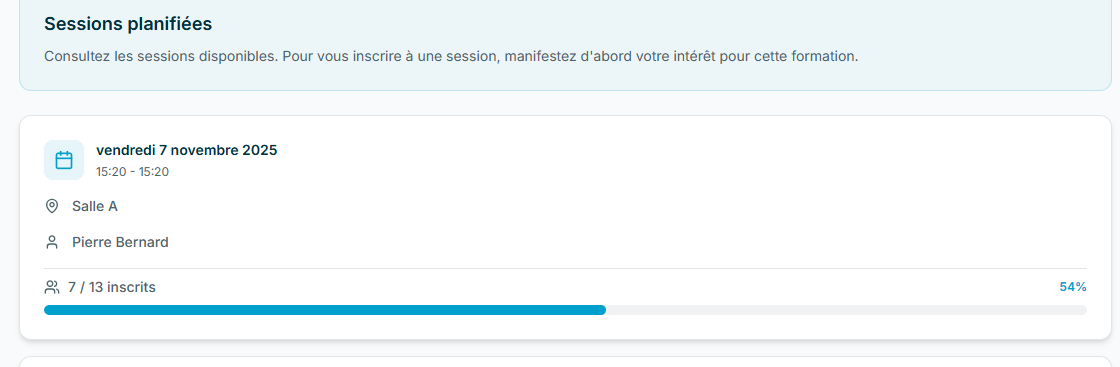 Sessions planifiées
Consultez les sessions disponibles. Pour vous inscrire à une session, manifestez d'abord votre intérêt pour cette formation.
vendredi 7 novembre 2025
15:20 - 15:20
Salle A
Pierre Bernard
7 / 13 inscrits
54%